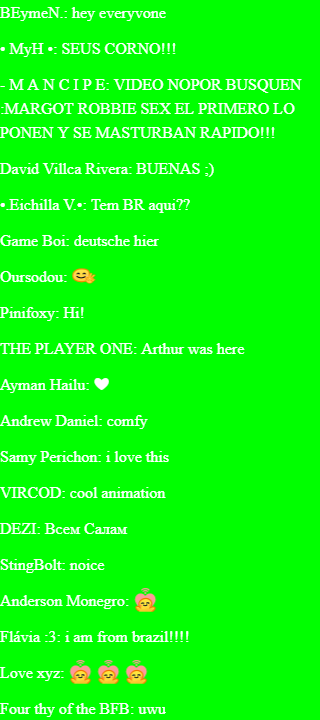 BEymeN.: hey everyvone
• MyH •: SEUS CORNO!!!
- M A N C I P E: VIDEO NOPOR BUSQUEN
:MARGOT ROBBIE SEX EL PRIMERO LO
PONEN Y SE MASTURBAN RAPIDO!!!
David Villca Rivera: BUENAS :)
•.Eichilla V.•: Tem BR aqui??
Game Boi: deutsche hier
Oursodou:
Pinifoxy: Hi!
THE PLAYER ONE: Arthur was here
Ayman Hailu: 🤍
Andrew Daniel: comfy
Samy Perichon: i love this
VIRCOD: cool animation
DEZI: Всем Салам
StingBolt: noice
Anderson Monegro:
Flávia :3: i am from brazil!!!!
Love xyz:
Four thy of the BFB: uwu